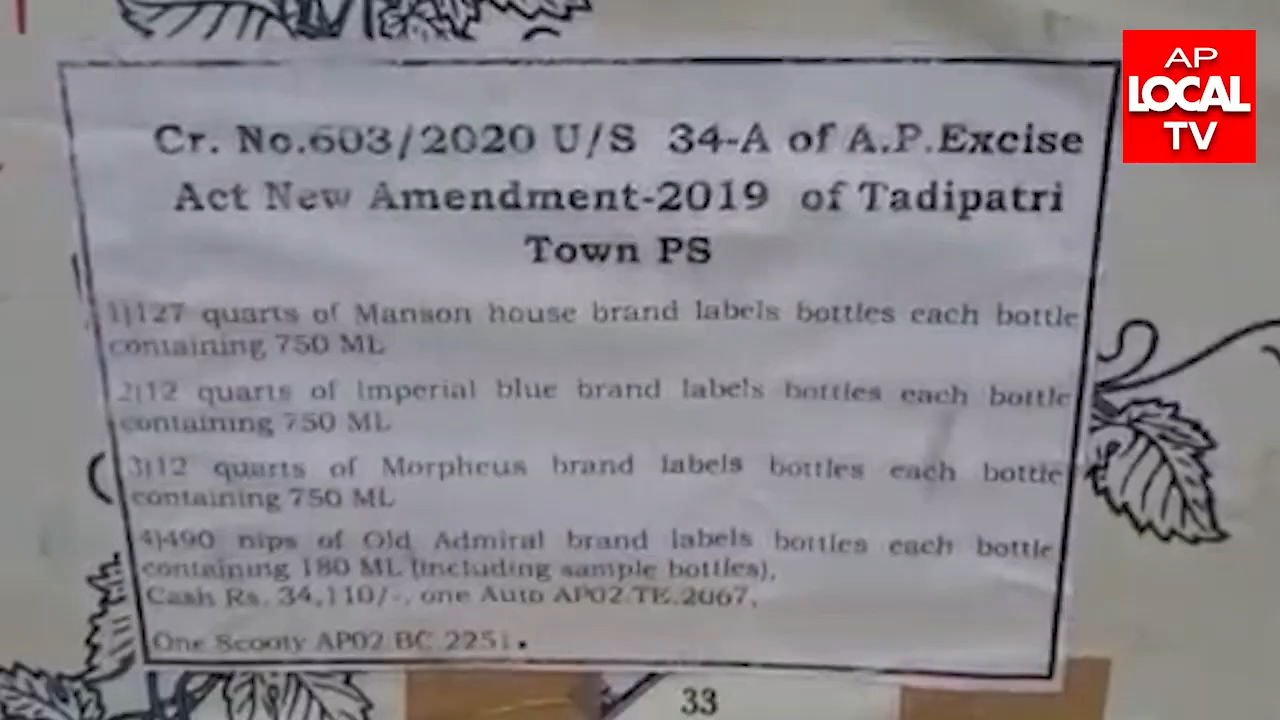 AP
LOCAL
TV
Cr. No.603/2020 U/S 34-A of A.P.Excise
Act New Amendment-2019 of Tadipatri
Town PS
1)127 quarts of Manson house brand labels bottles each bottle
containing 750 ML
2)12 quarts of Imperial blue brand labels bottles each bottle
containing 750 ML
3)12 quarts of Morpheus brand labels bottles each bottle
containing 750 ML
4)490 nips of Old Admiral brand labels bottles each bottle
containing 180 ML (including sample bottles),
Cash Rs. 34,110/-, one Auto AP02.TE.2067,
One Scooty AP02 BC 2251.
33